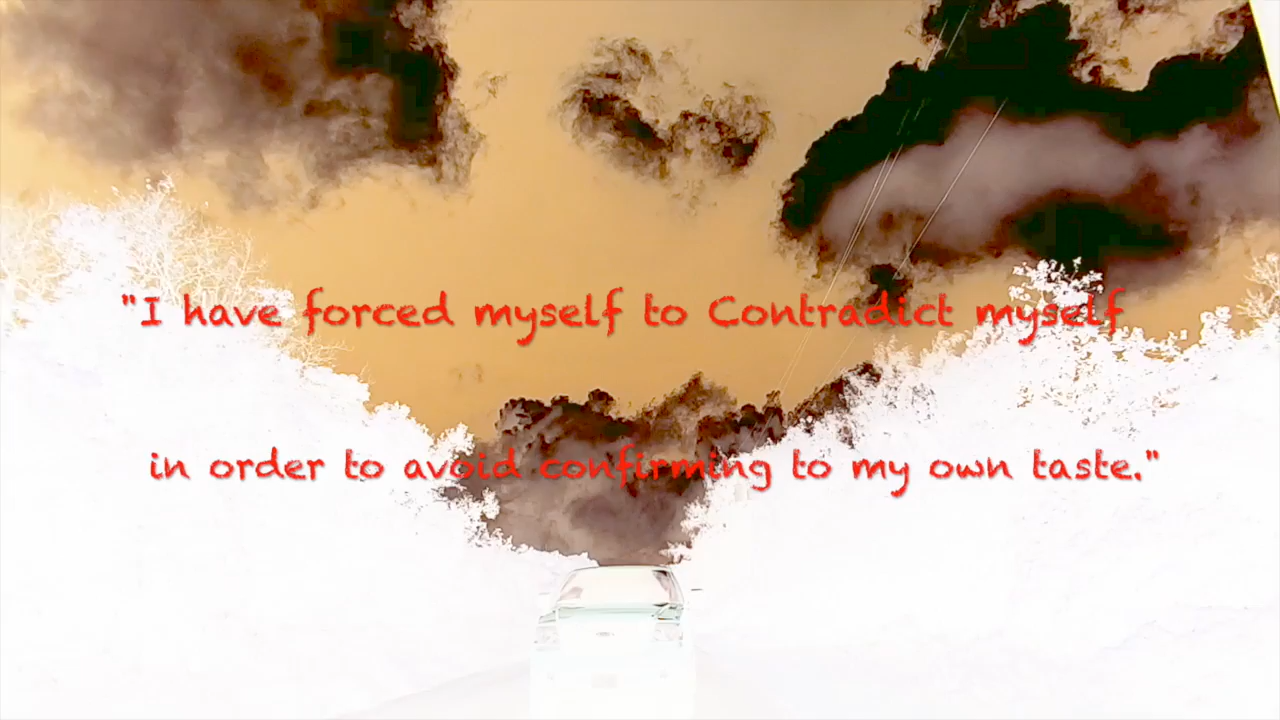 "I have forced myself to Contradict myself
in order to avoid confirming to my own taste."